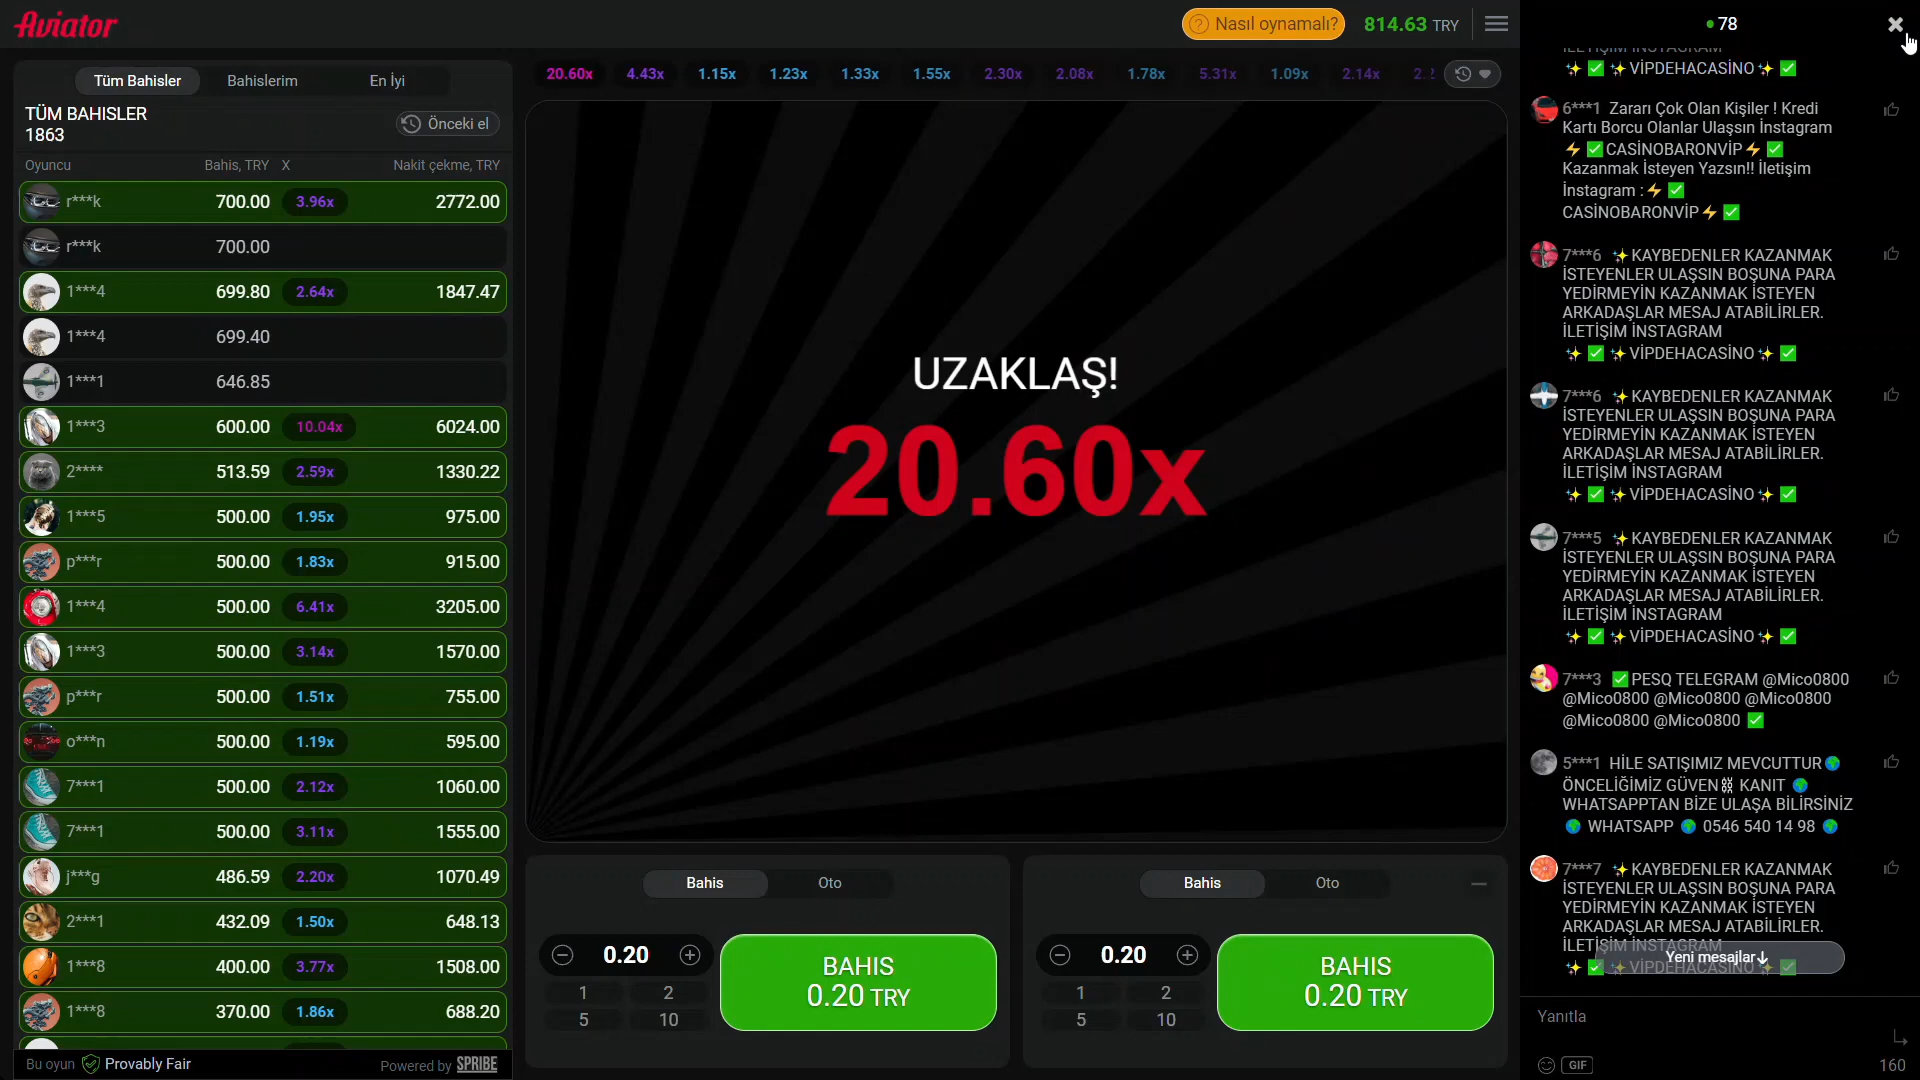 Aviator
Nasıl oynamalı?
814.63 TRY
Tüm Bahisler
Bahislerim
En İyi
TÜM BAHISLER
1863
Önceki el
Oyuncu
Bahis, TRY X
Nakit çekme, TRY
r***k 700.00 3.96x 2772.00
r***k 700.00
1***4 699.80 2.64x 1847.47
1***4 699.40
1***1 646.85
1***3 600.00 10.04x 6024.00
2**** 513.59 2.59x 1330.22
1***5 500.00 1.95x 975.00
p***r 500.00 1.83x 915.00
1***4 500.00 6.41x 3205.00
1***3 500.00 3.14x 1570.00
p***r 500.00 1.51x 755.00
o***n 500.00 1.19x 595.00
7***1 500.00 2.12x 1060.00
7***1 500.00 3.11x 1555.00
j***g 486.59 2.20x 1070.49
2***1 432.09 1.50x 648.13
1***8 400.00 3.77x 1508.00
1***8 370.00 1.86x 688.20
Bu oyun Provably Fair
Powered by SPRIBE
20.60x 4.43x 1.15x 1.23x 1.33x 1.55x 2.30x 2.08x 1.78x 5.31x 1.09x 2.14x
UZAKLAŞ!
20.60x
Bahis
Oto
0.20
1 2
5 10
BAHIS
0.20 TRY
Bahis
Oto
0.20
1 2
5 10
BAHIS
0.20 TRY
78
İLETİŞİM İNSTAGRAM
✨ ✅ ✨VİPDEHACASİNO✨ ✅
6***1 Zararı Çok Olan Kişiler ! Kredi
Kartı Borcu Olanlar Ulaşsın İnstagram
⚡ ✅CASİNOBARONVİP⚡ ✅
Kazanmak İsteyen Yazsın!! İletişim
İnstagram :⚡ ✅
CASİNOBARONVİP⚡ ✅
7***6 ✨KAYBEDENLER KAZANMAK
İSTEYENLER ULAŞSIN BOŞUNA PARA
YEDİRMEYİN KAZANMAK İSTEYEN
ARKADAŞLAR MESAJ ATABİLİRLER.
İLETİŞİM İNSTAGRAM
✨ ✅ ✨VİPDEHACASİNO✨ ✅
7***6 ✨KAYBEDENLER KAZANMAK
İSTEYENLER ULAŞSIN BOŞUNA PARA
YEDİRMEYİN KAZANMAK İSTEYEN
ARKADAŞLAR MESAJ ATABİLİRLER.
İLETİŞİM İNSTAGRAM
✨ ✅ ✨VİPDEHACASİNO✨ ✅
7***5 ✨KAYBEDENLER KAZANMAK
İSTEYENLER ULAŞSIN BOŞUNA PARA
YEDİRMEYİN KAZANMAK İSTEYEN
ARKADAŞLAR MESAJ ATABİLİRLER.
İLETİŞİM İNSTAGRAM
✨ ✅ ✨VİPDEHACASİNO✨ ✅
7***3 ✅PESQ TELEGRAM @Mico0800
@Mico0800 @Mico0800 @Mico0800
@Mico0800 @Mico0800 ✅
5***1 HİLE SATIŞIMIZ MEVCUTTUR🌍
ÖNCELİĞİMİZ GÜVEN⛓ KANIT 🌍
WHATSAPPTAN BİZE ULAŞA BİLİRSİNİZ
🌍 WHATSAPP 🌍 0546 540 14 98 🌍
7***7 ✨KAYBEDENLER KAZANMAK
İSTEYENLER ULAŞSIN BOŞUNA PARA
YEDİRMEYİN KAZANMAK İSTEYEN
ARKADAŞLAR MESAJ ATABİLİRLER.
İLETİŞİM İNSTAGRAM
Yeni mesajlar↓
✨ ✅ ✨VİPDEHACASİNO✨ ✅
Yanıtla
GIF
160